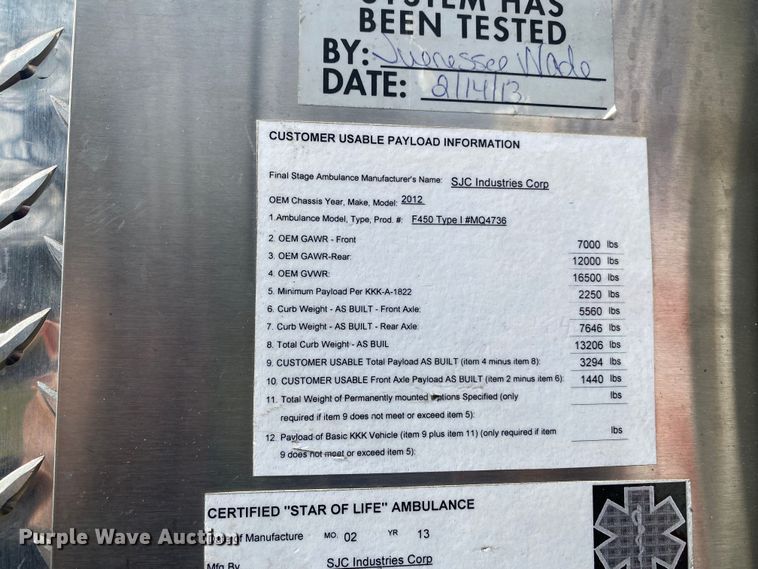 SYSTEM HAS
BEEN TESTED
BY: Wade
DATE: 2/14/13
CUSTOMER USABLE PAYLOAD INFORMATION
Final Stage Ambulance Manufacturer's Name: SJC Industries Corp
OEM Chassis Year, Make, Model: 2012
1.Ambulance Model, Type, Prod. #: F450 Type I #MQ4736
2. OEM GAWR - Front 7000 lbs
3. OEM GAWR-Rear: 12000 lbs
4. OEM GVWR: 16500 lbs
5. Minimum Payload Per KKK-A-1822 2250 lbs
6. Curb Weight - AS BUILT - Front Axle: 5560 lbs
7. Curb Weight - AS BUILT - Rear Axle: 7646 lbs
8. Total Curb Weight - AS BUIL 13206 lbs
9. CUSTOMER USABLE Total Payload AS BUILT (item 4 minus item 8): 3294 lbs
10. CUSTOMER USABLE Front Axle Payload AS BUILT (item 2 minus item 6): 1440 lbs
11. Total Weight of Permanently mounted options Specified (only lbs
required if item 9 does not meet or exceed item 5):
12. Payload of Basic KKK Vehicle (item 9 plus item 11) (only required if item lbs
9 does not meet or exceed item 5):
CERTIFIED "STAR OF LIFE" AMBULANCE
of Manufacture MO. 02 YR 13
Mfg By SJC Industries Corp
Purple Wave Auction